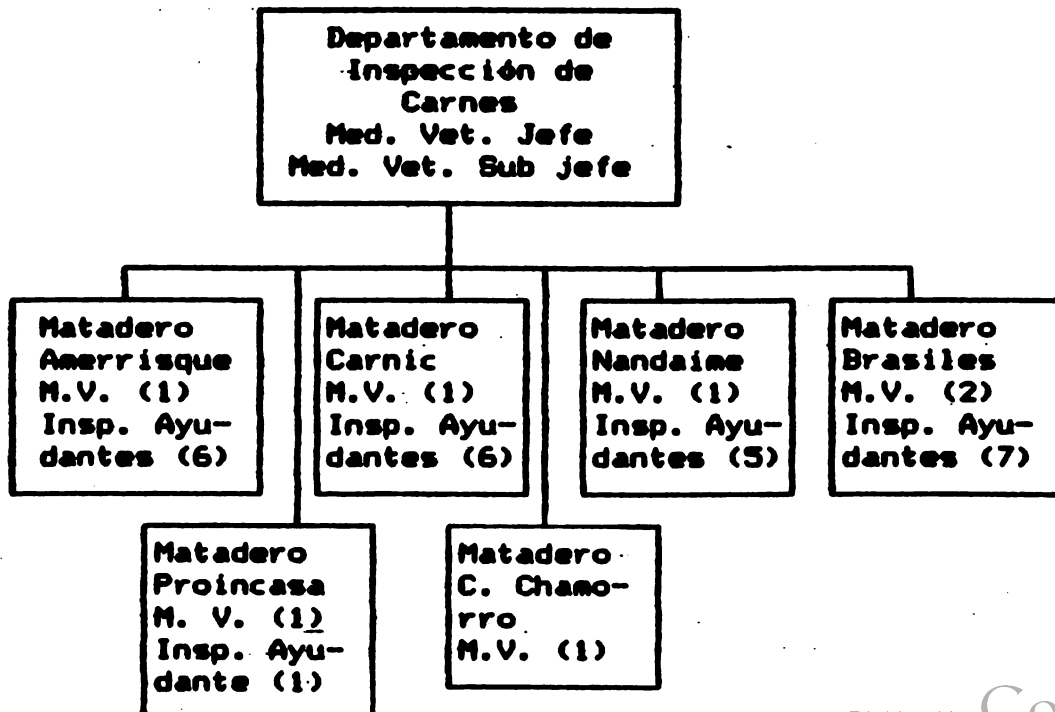 Departamento de
Inspección de
Carnes
Med. Vet. Jefe
Med. Vet. Sub jefe
Matadero
Amerrisque
M.V. (1)
Insp. Ayu-
dantes (6)
Matadero
Carnic
M.V. (1)
Insp. Ayu-
dantes (6)
Matadero
Nandaime
M.V. (1)
Insp. Ayu-
dantes (5)
Matadero
Brasiles
M.V. (2)
Insp. Ayu-
dantes (7)
Matadero
Proincasa
M. V. (1)
Insp. Ayu-
dante (1)
Matadero
C. Chamo-
rro
M.V. (1)